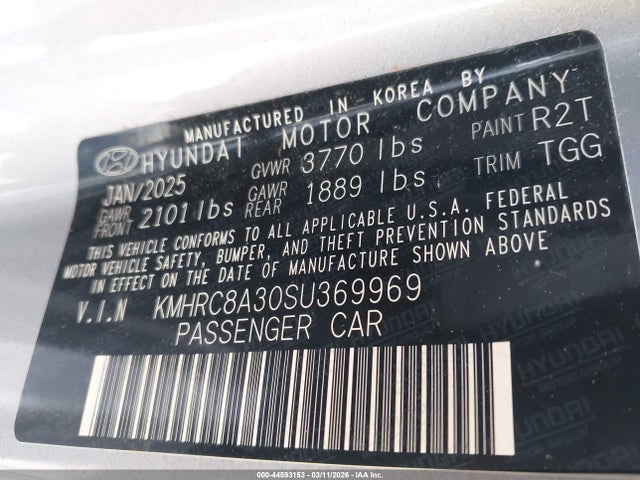 MANUFACTURED IN KOREA BY
HYUNDAI MOTOR COMPANY
JAN/2025 GVWR 3770 lbs PAINT R2T
GAWR FRONT 2101 lbs GAWR REAR 1889 lbs TRIM TGG
THIS VEHICLE CONFORMS TO ALL APPLICABLE U.S.A. FEDERAL
MOTOR VEHICLE SAFETY, BUMPER, AND THEFT PREVENTION STANDARDS
IN EFFECT ON THE DATE OF MANUFACTURE SHOWN ABOVE
V.I.N KMHRC8A30SU369969
PASSENGER CAR
HYUNDAI
HYUNDAI
000-44593153 - 03/11/2026 - IAA Inc.